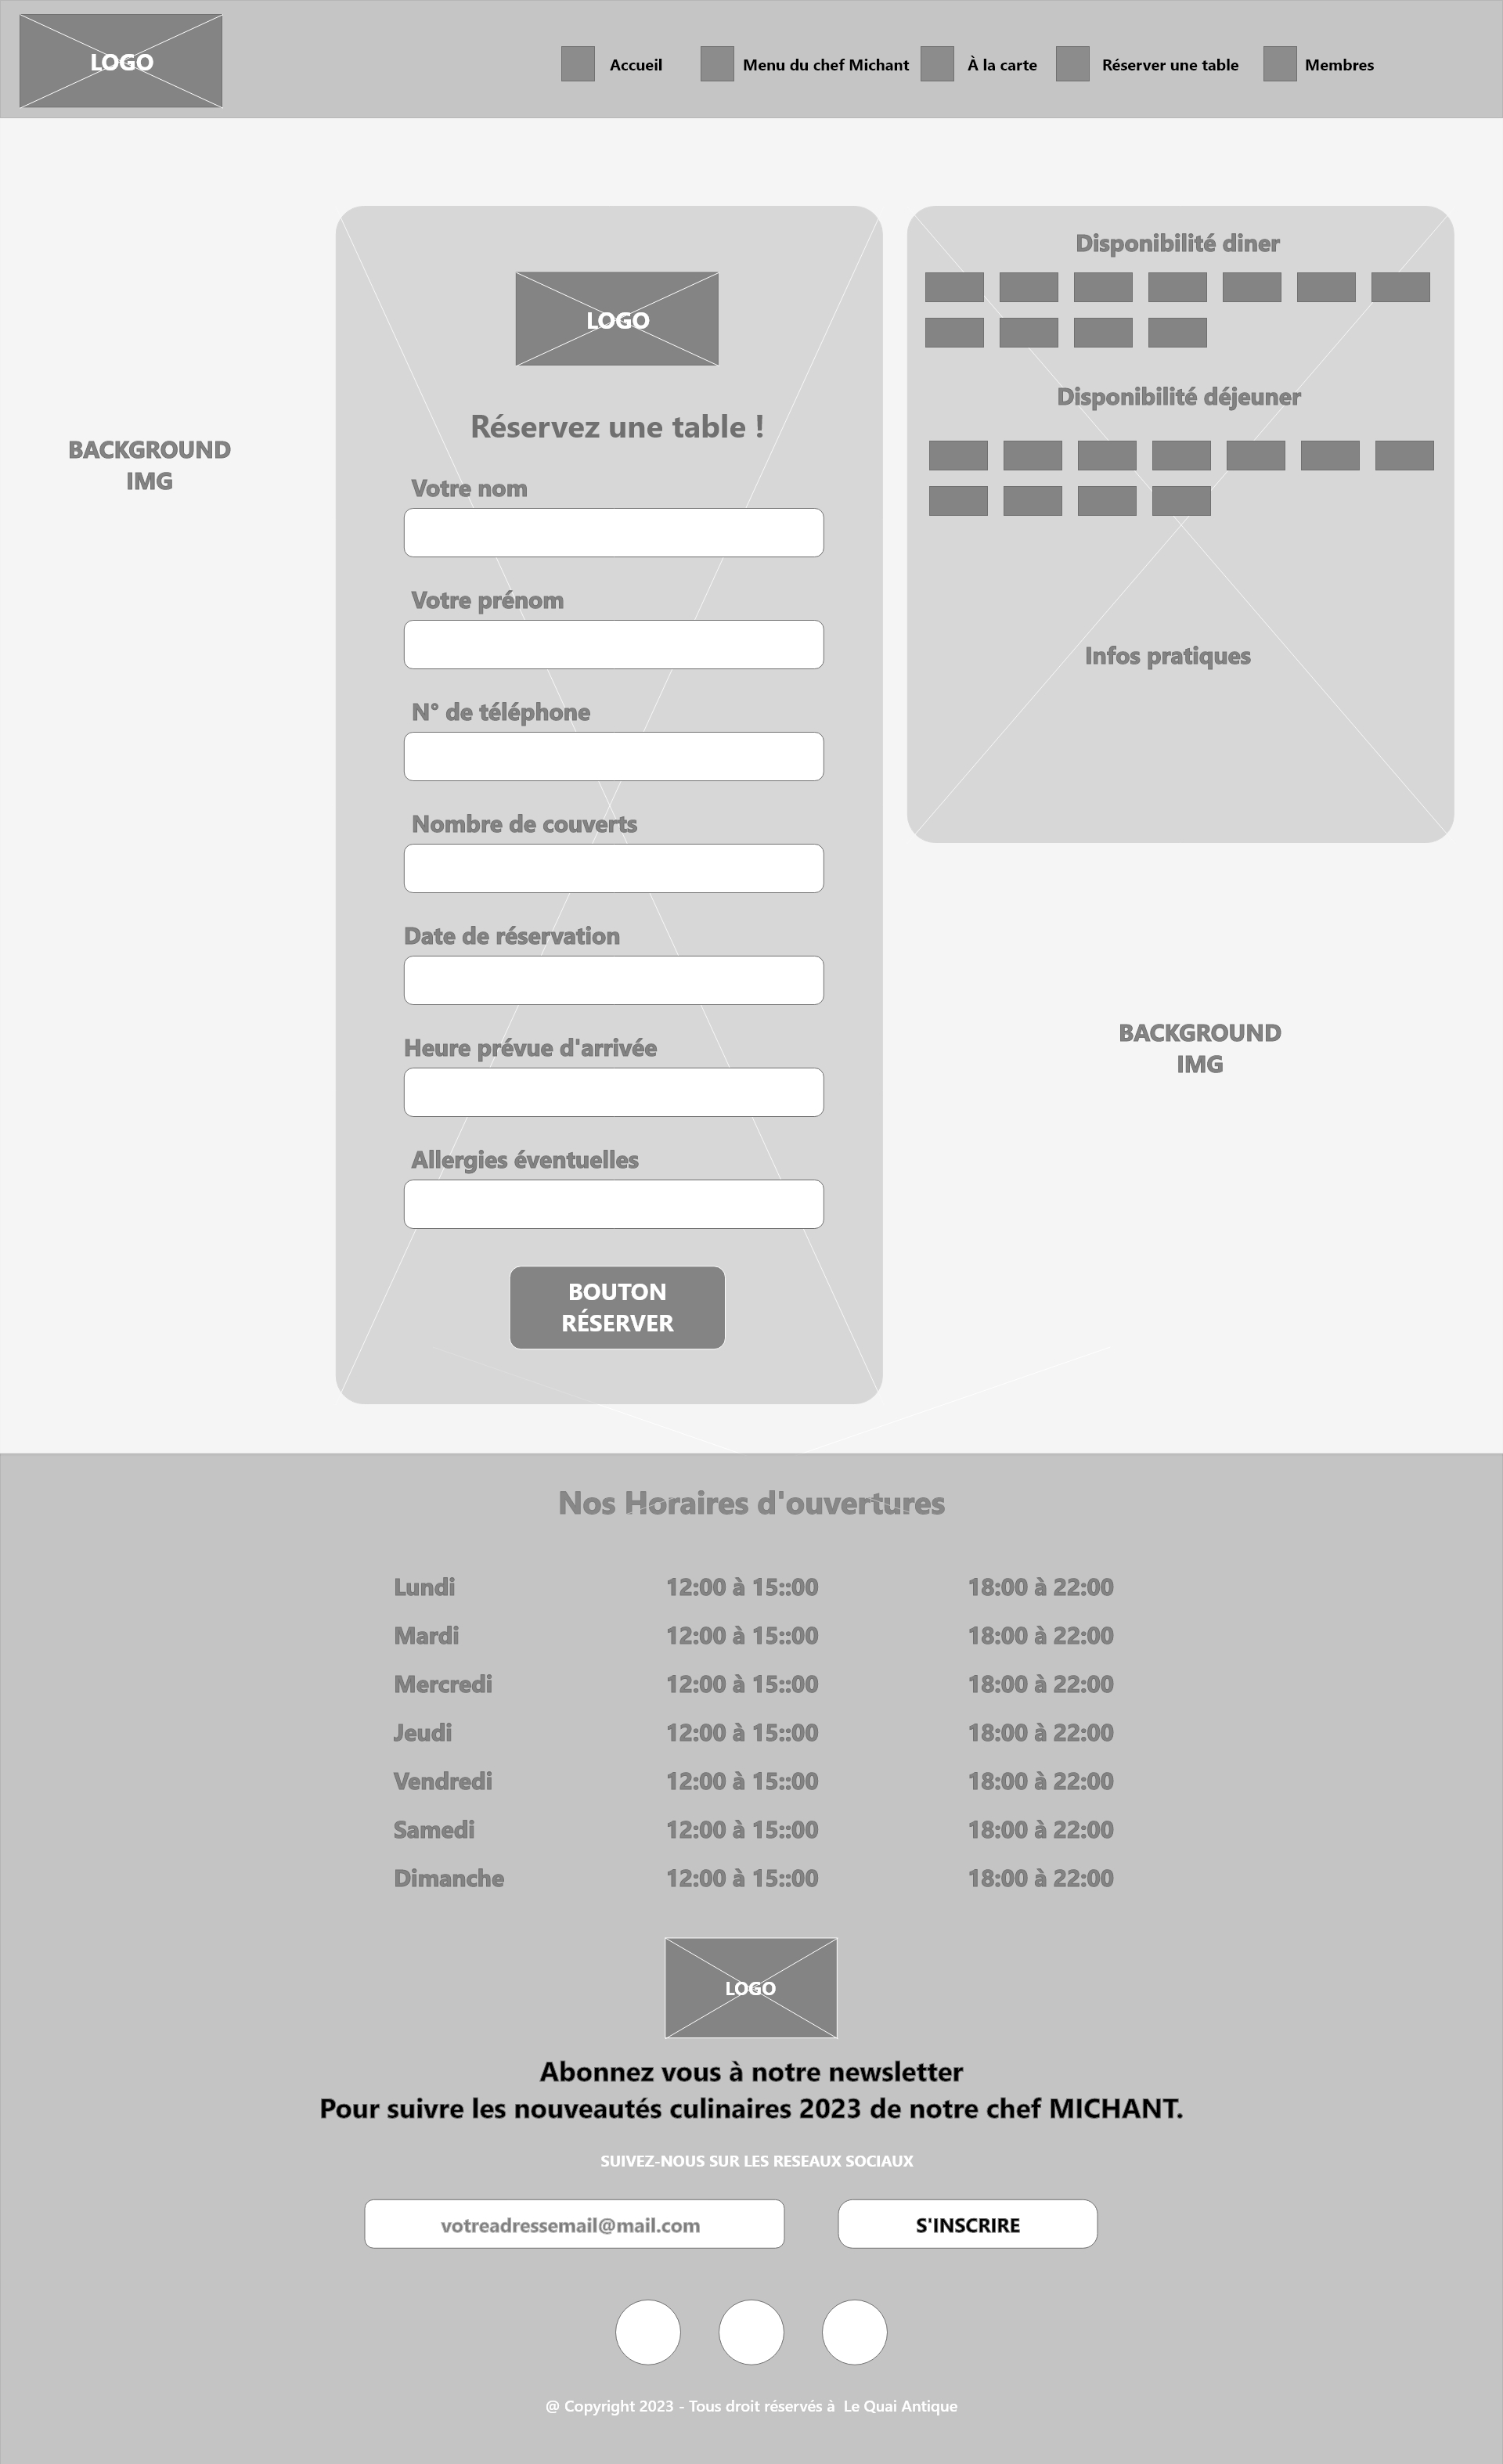 LOGO
Accueil
Menu du chef Michant
À la carte
Réserver une table
Membres
LOGO
Réservez une table !
Votre nom
Votre prénom
N° de téléphone
Nombre de couverts
Date de réservation
Heure prévue d'arrivée
Allergies éventuelles
BOUTON
RÉSERVER
Disponibilité diner
Disponibilité déjeuner
Infos pratiques
BACKGROUND
IMG
BACKGROUND
IMG
Nos Horaires d'ouvertures
Lundi 12:00 à 15::00 18:00 à 22:00
Mardi 12:00 à 15::00 18:00 à 22:00
Mercredi 12:00 à 15::00 18:00 à 22:00
Jeudi 12:00 à 15::00 18:00 à 22:00
Vendredi 12:00 à 15::00 18:00 à 22:00
Samedi 12:00 à 15::00 18:00 à 22:00
Dimanche 12:00 à 15::00 18:00 à 22:00
LOGO
Abonnez vous à notre newsletter
Pour suivre les nouveautés culinaires 2023 de notre chef MICHANT.
SUIVEZ-NOUS SUR LES RESEAUX SOCIAUX
votreadressemail@mail.com
S'INSCRIRE
@ Copyright 2023 - Tous droit réservés à Le Quai Antique